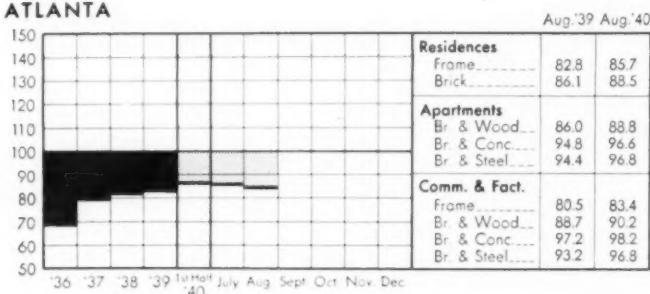 ATLANTA
Aug.'39 Aug.'40
150
140
130
120
110
100
90
80
70
60
50
'36 '37 '38 '39 1st Half '40 July Aug. Sept. Oct. Nov. Dec.
Residences
Frame 82.8 85.7
Brick 86.1 88.5
Apartments
Br. & Wood 86.0 88.8
Br. & Conc. 94.8 96.6
Br. & Steel 94.4 96.8
Comm. & Fact.
Frame 80.5 83.4
Br. & Wood 88.7 90.2
Br. & Conc. 97.2 98.2
Br. & Steel 93.2 96.8